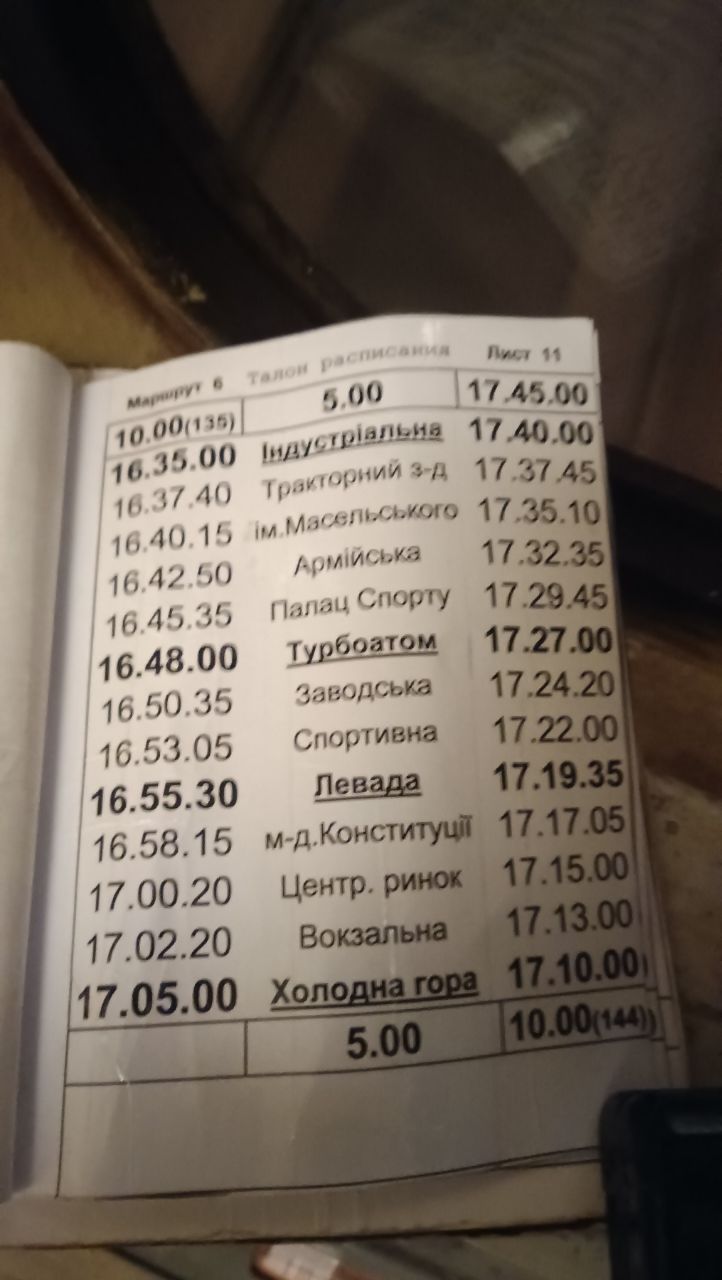 Маршрут 6 Талон расписания Лист 11
10.00(135) 5.00 17.45.00
16.35.00 Індустріальна 17.40.00
16.37.40 Тракторний з-д 17.37.45
16.40.15 ім.Масельського 17.35.10
16.42.50 Армійська 17.32.35
16.45.35 Палац Спорту 17.29.45
16.48.00 Турбоатом 17.27.00
16.50.35 Заводська 17.24.20
16.53.05 Спортивна 17.22.00
16.55.30 Левада 17.19.35
16.58.15 м-д.Конституції 17.17.05
17.00.20 Центр. ринок 17.15.00
17.02.20 Вокзальна 17.13.00
17.05.00 Холодна гора 17.10.00
5.00 10.00(144)